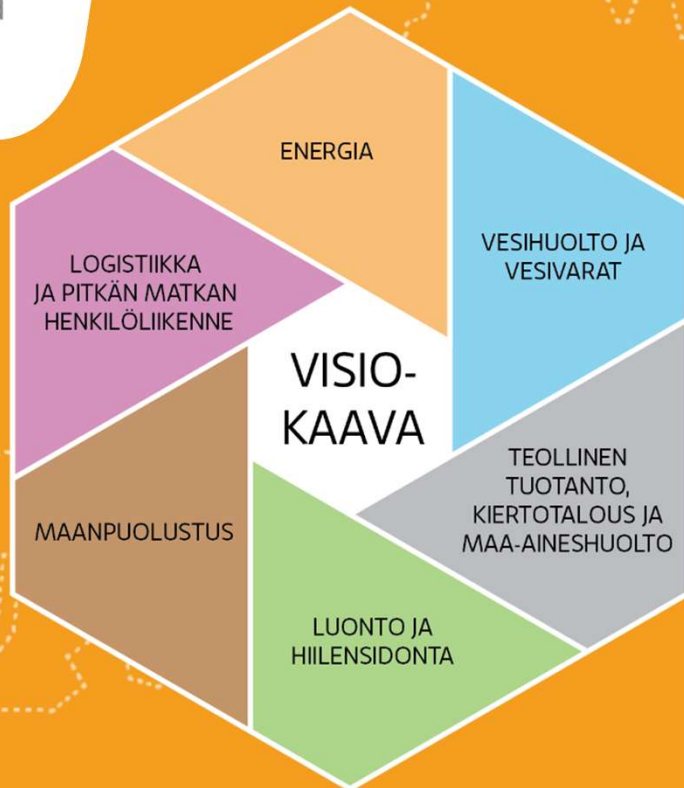 ENERGIA
VESIHUOLTO JA
VESIVARAT
LOGISTIIKKA
JA PITKÄN MATKAN
HENKILÖLIIKENNE
VISIO-
KAAVA
TEOLLINEN
TUOTANTO,
KIERTOTALOUS JA
MAA-AINESHUOLTO
MAANPUOLUSTUS
LUONTO JA
HIILENSIDONTA